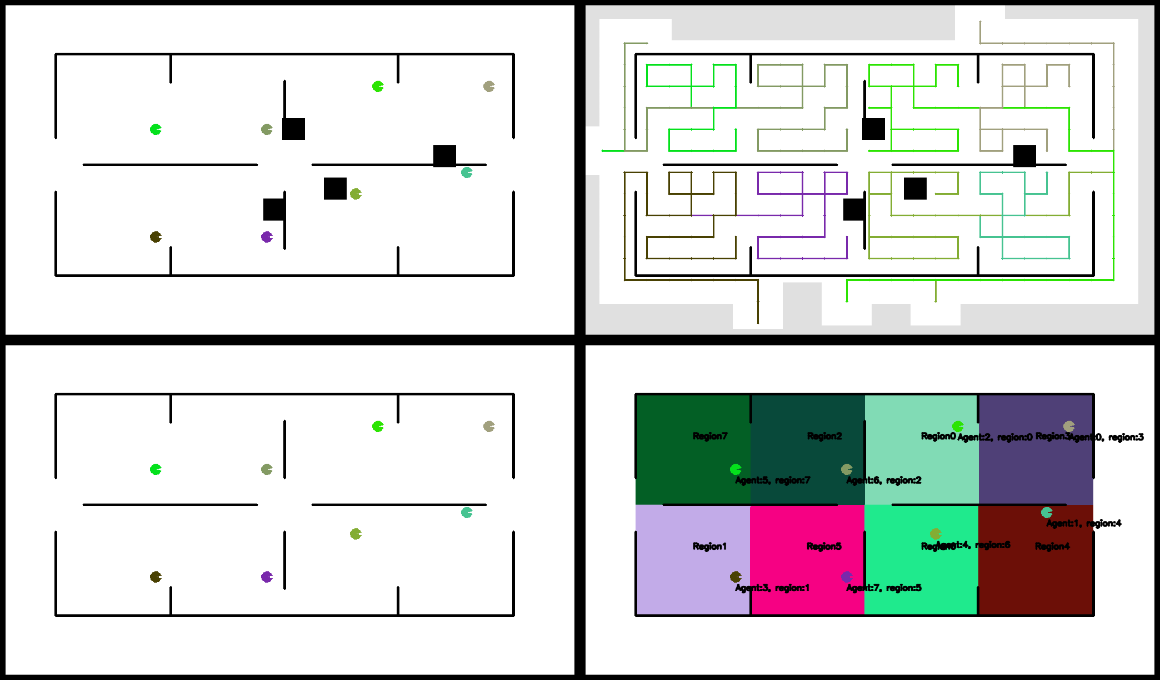 Region7
Region2
Region0
Agent:2, region:0
Agent:0, region:3
Agent:5, region:7
Agent:6, region:2
Agent:1, region:4
Region1
Region5
Agent:4, region:6
Region4
Agent:3, region:1
Agent:7, region:5